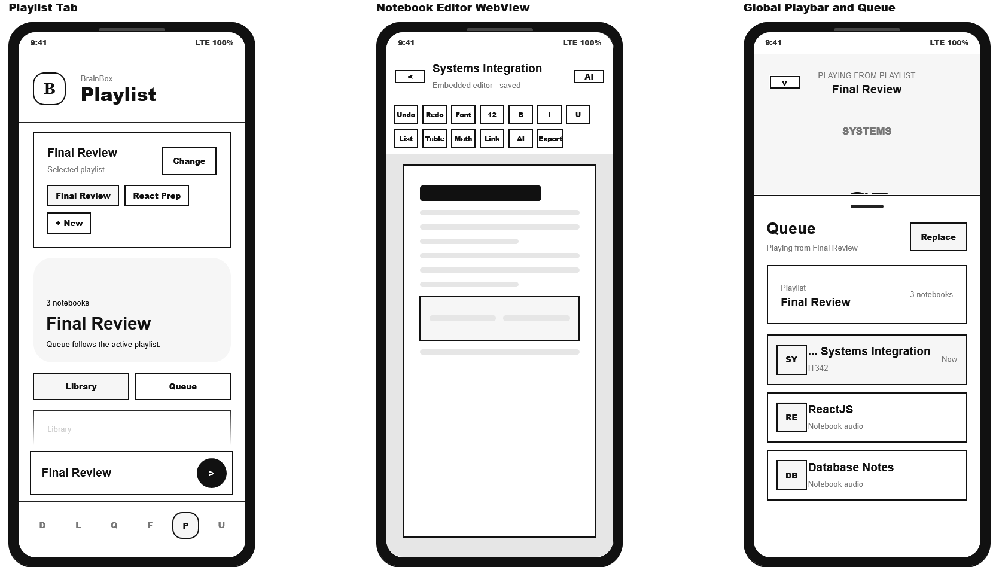 Playlist Tab
9:41
LTE 100%
B
BrainBox
Playlist
Final Review
Selected playlist
Change
Final Review
React Prep
+ New
3 notebooks
Final Review
Queue follows the active playlist.
Library
Queue
Library
Final Review
>
D L Q F P U
Notebook Editor WebView
9:41
LTE 100%
<
Systems Integration
Embedded editor - saved
AI
Undo Redo Font 12 B I U
List Table Math Link AI Export
Global Playbar and Queue
9:41
LTE 100%
v
PLAYING FROM PLAYLIST
Final Review
SYSTEMS
Queue
Playing from Final Review
Replace
Playlist
Final Review
3 notebooks
SY
... Systems Integration
IT342
Now
RE
ReactJS
Notebook audio
DB
Database Notes
Notebook audio